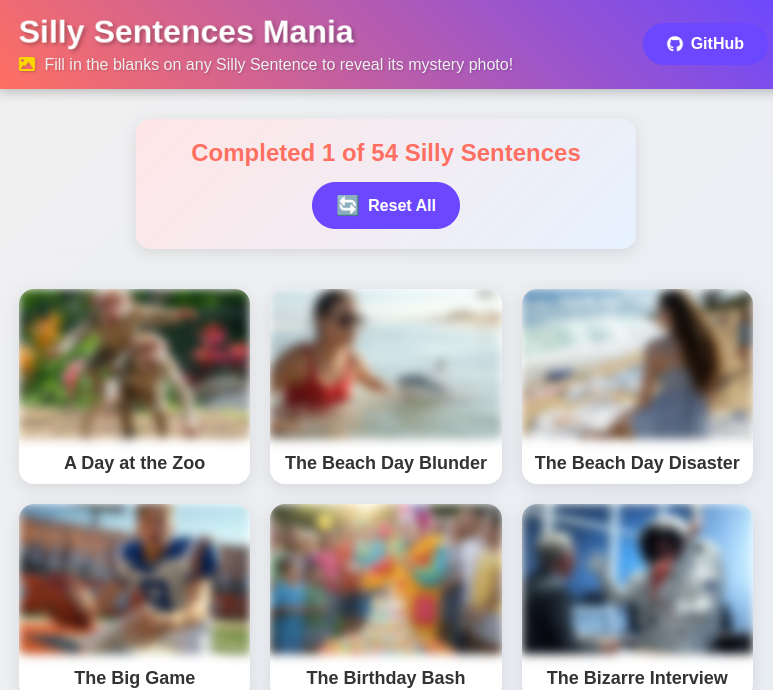 Silly Sentences Mania
Fill in the blanks on any Silly Sentence to reveal its mystery photo!
GitHub
Completed 1 of 54 Silly Sentences
Reset All
A Day at the Zoo
The Beach Day Blunder
The Beach Day Disaster
The Big Game
The Birthday Bash
The Bizarre Interview